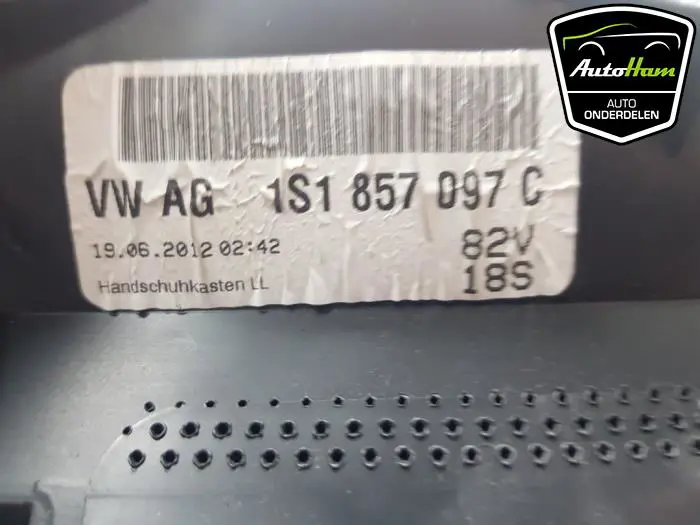 AutoHam
AUTO
ONDERDELEN
VW AG 1S1 857 097 C
19.06.2012 02:42 82V
Handschuhkasten LL 18S